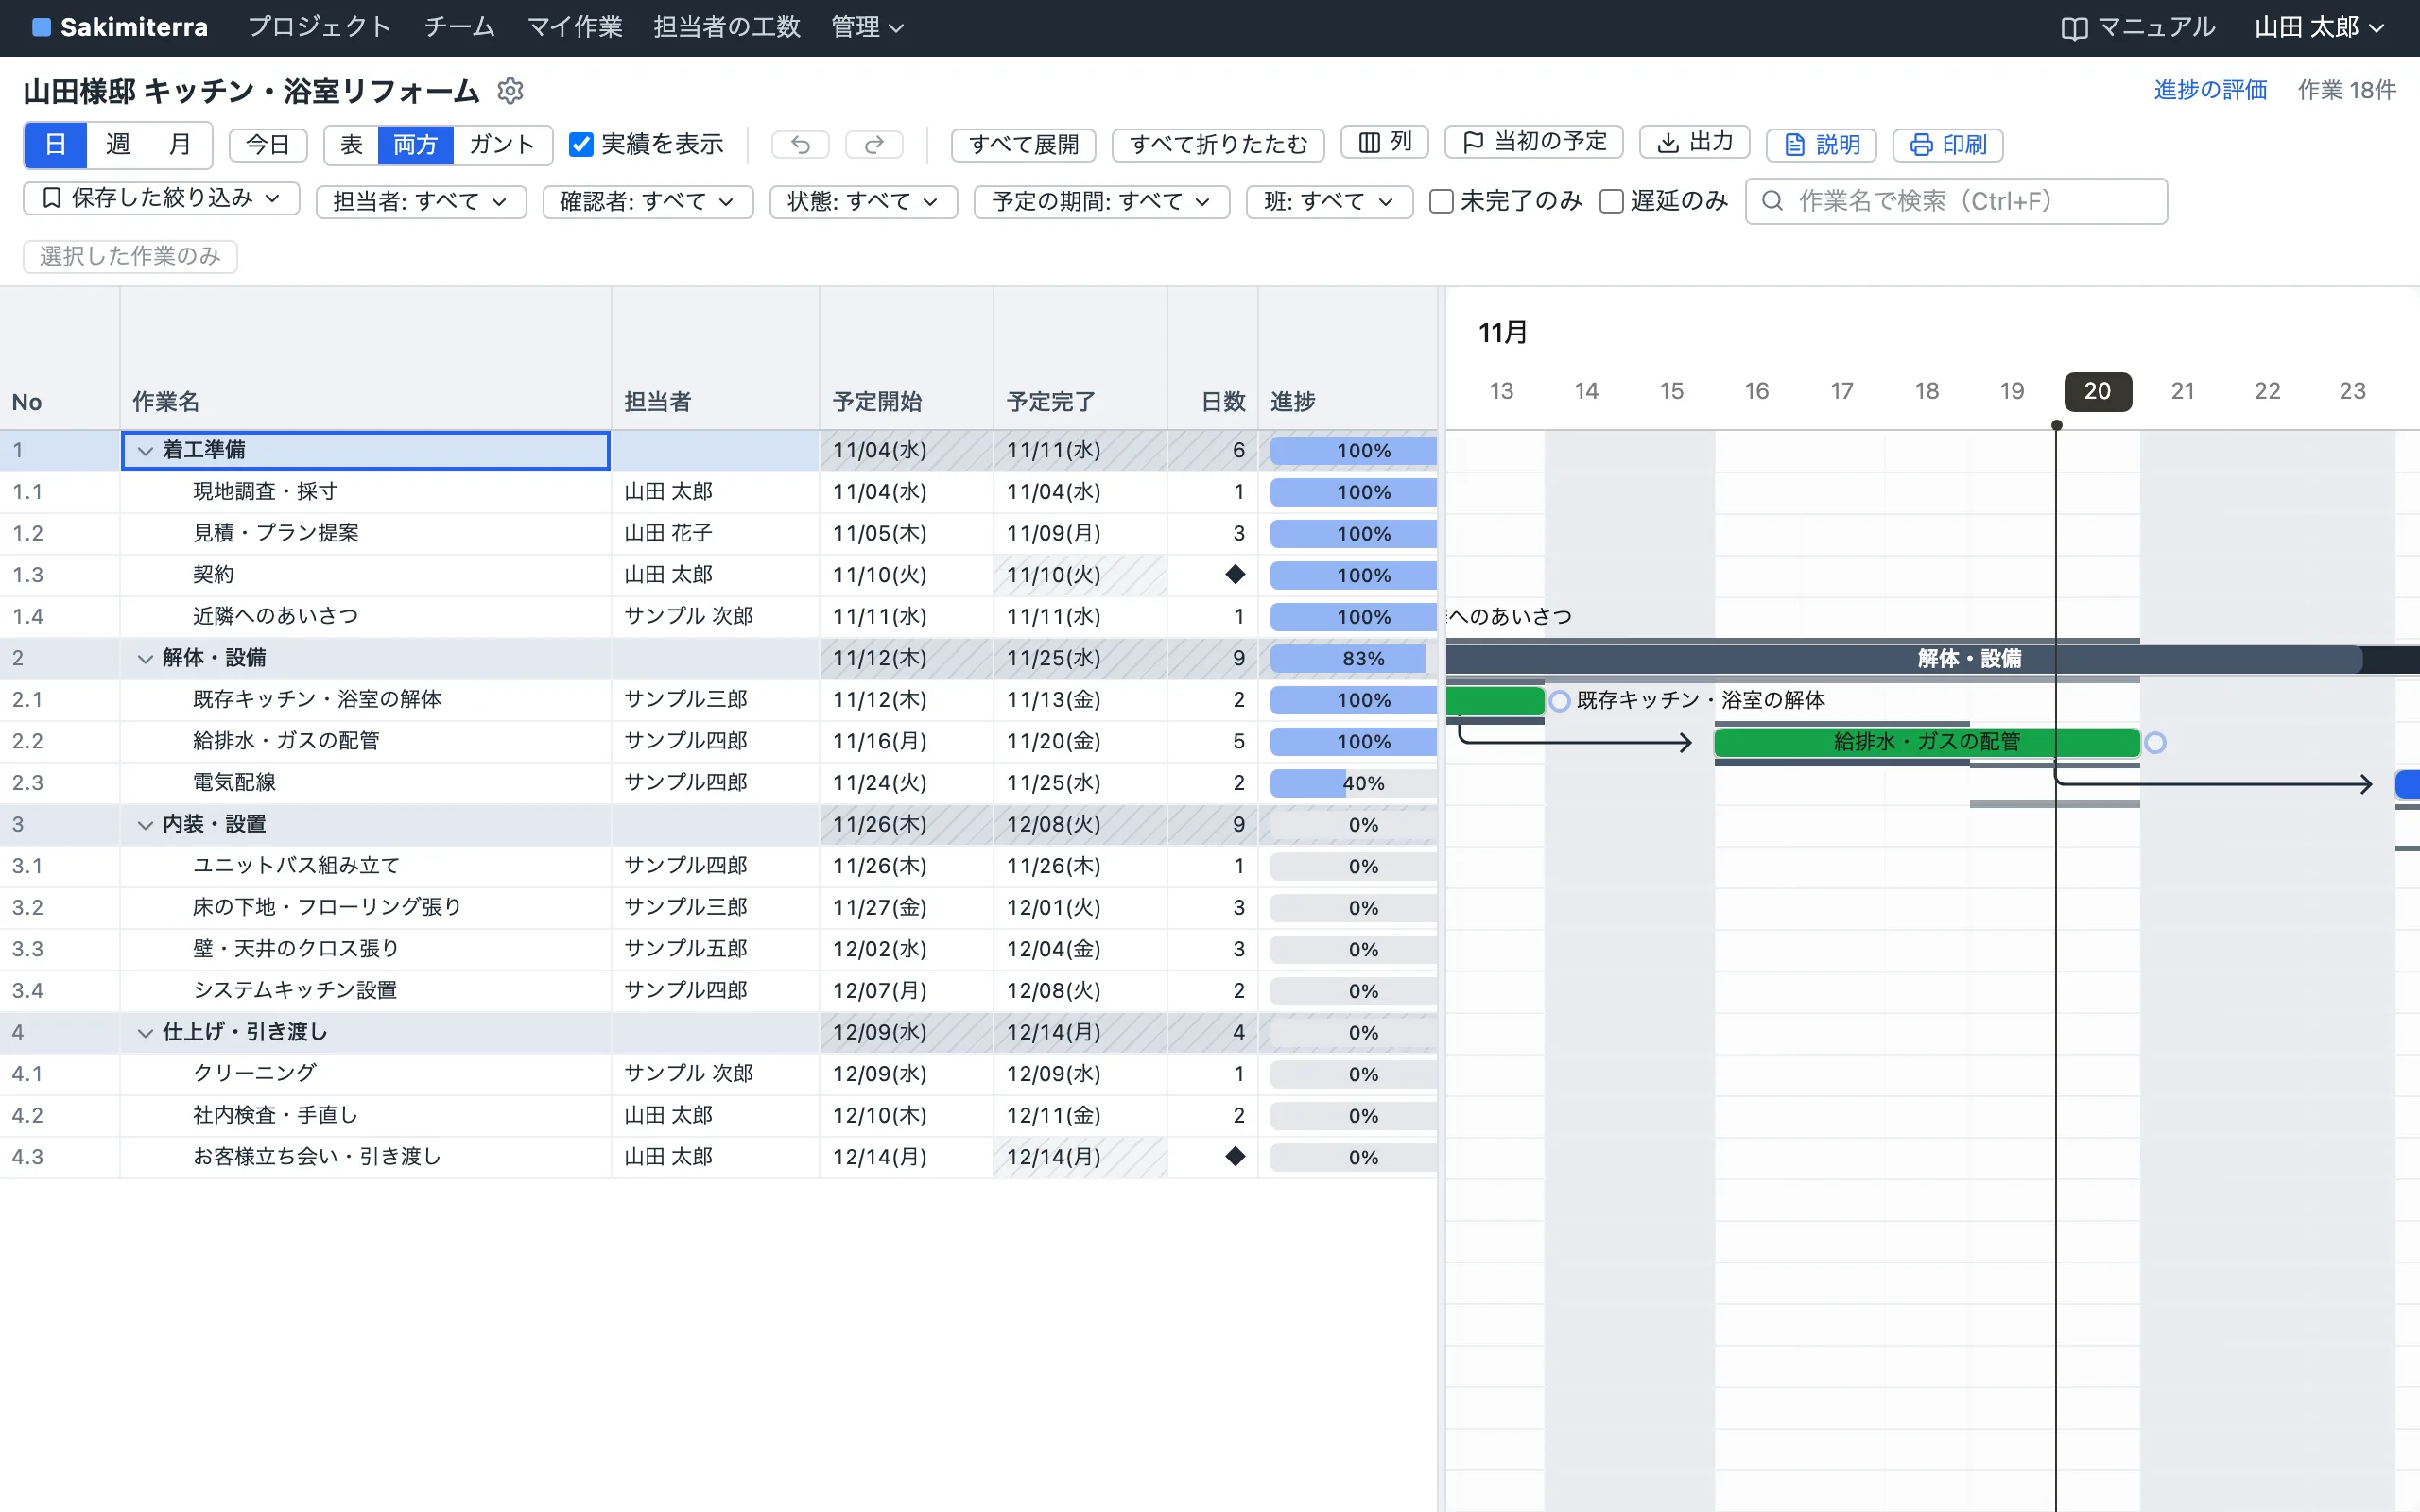 Sakimiterra プロジェクト チーム マイ作業 担当者の工数 管理 マニュアル 山田 太郎
山田様邸 キッチン・浴室リフォーム 進捗の評価 作業 18件
日 週 月 今日 表 両方 ガント 実績を表示 すべて展開 すべて折りたたむ 列 当初の予定 出力 説明 印刷
保存した絞り込み 担当者: すべて 確認者: すべて 状態: すべて 予定の期間: すべて 班: すべて 未完了のみ 遅延のみ 作業名で検索（Ctrl+F）
選択した作業のみ
11月
No 作業名 担当者 予定開始 予定完了 日数 進捗 13 14 15 16 17 18 19 20 21 22 23
1 着工準備 11/04(水) 11/11(水) 6 100%
1.1 現地調査・採寸 山田 太郎 11/04(水) 11/04(水) 1 100%
1.2 見積・プラン提案 山田 花子 11/05(木) 11/09(月) 3 100%
1.3 契約 山田 太郎 11/10(火) 11/10(火) ◆ 100%
1.4 近隣へのあいさつ サンプル 次郎 11/11(水) 11/11(水) 1 100% へのあいさつ
2 解体・設備 11/12(木) 11/25(水) 9 83% 解体・設備
2.1 既存キッチン・浴室の解体 サンプル三郎 11/12(木) 11/13(金) 2 100% 既存キッチン・浴室の解体
2.2 給排水・ガスの配管 サンプル四郎 11/16(月) 11/20(金) 5 100% 給排水・ガスの配管
2.3 電気配線 サンプル四郎 11/24(火) 11/25(水) 2 40%
3 内装・設置 11/26(木) 12/08(火) 9 0%
3.1 ユニットバス組み立て サンプル四郎 11/26(木) 11/26(木) 1 0%
3.2 床の下地・フローリング張り サンプル三郎 11/27(金) 12/01(火) 3 0%
3.3 壁・天井のクロス張り サンプル五郎 12/02(水) 12/04(金) 3 0%
3.4 システムキッチン設置 サンプル四郎 12/07(月) 12/08(火) 2 0%
4 仕上げ・引き渡し 12/09(水) 12/14(月) 4 0%
4.1 クリーニング サンプル 次郎 12/09(水) 12/09(水) 1 0%
4.2 社内検査・手直し 山田 太郎 12/10(木) 12/11(金) 2 0%
4.3 お客様立ち会い・引き渡し 山田 太郎 12/14(月) 12/14(月) ◆ 0%